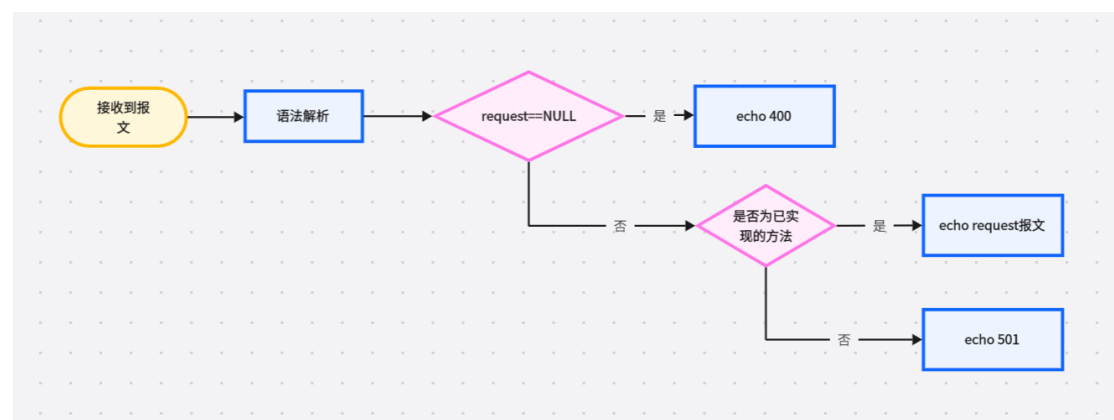 接收到报
文
语法解析
request==NULL
是
echo 400
否
是否为已实
现的方法
是
echo request报文
否
echo 501